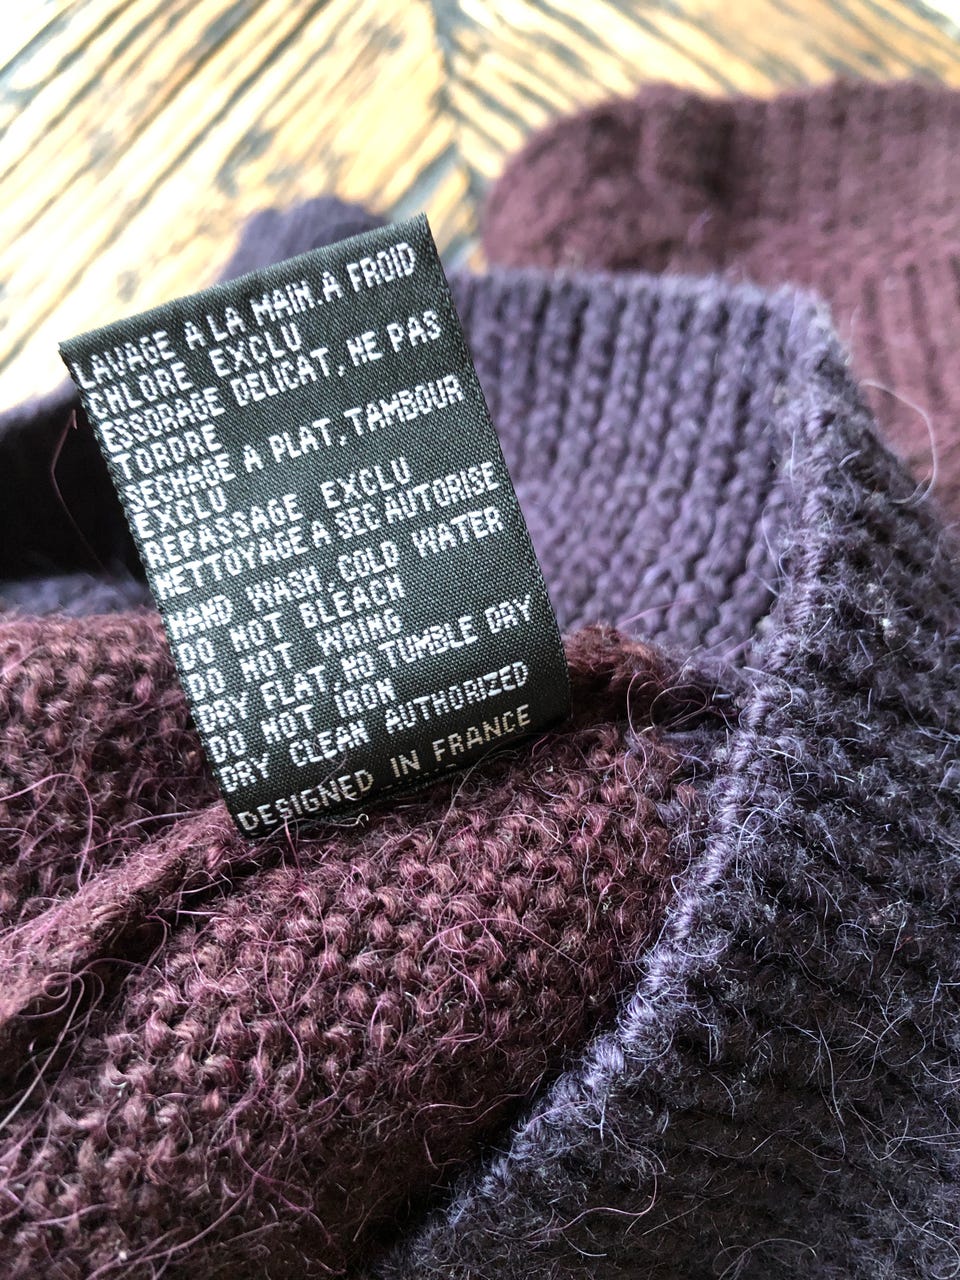 LAVAGE A LA MAIN.A FROID
CHLORE EXCLU
ESSORAGE DELICAT, NE PAS
TORDRE
SECHAGE A PLAT,TAMBOUR
EXCLU
REPASSAGE EXCLU
NETTOYAGE A SEC AUTORISE
HAND WASH,COLD WATER
DO NOT BLEACH
DO NOT WRING
DRY FLAT,NO TUMBLE DRY
DO NOT IRON
DRY CLEAN AUTHORIZED
DESIGNED IN FRANCE